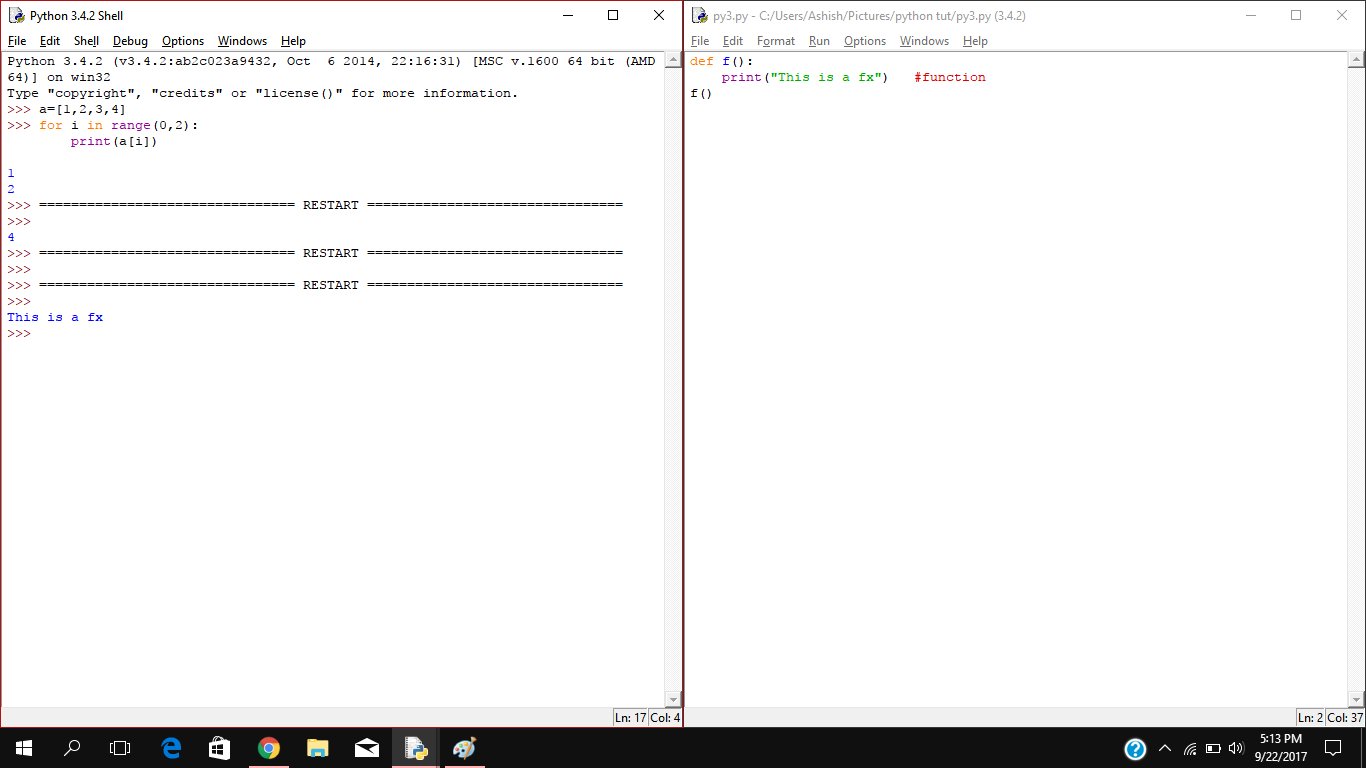 Python 3.4.2 Shell
File Edit Shell Debug Options Windows Help
Python 3.4.2 (v3.4.2:ab2c023a9432, Oct  6 2014, 22:16:31) [MSC v.1600 64 bit (AMD
64)] on win32
Type "copyright", "credits" or "license()" for more information.
>>> a=[1,2,3,4]
>>> for i in range(0,2):
        print(a[i])
1
2
>>> ================================ RESTART ================================
>>>
4
>>> ================================ RESTART ================================
>>>
>>> ================================ RESTART ================================
>>>
This is a fx
>>>
Ln: 17 Col: 4
py3.py - C:/Users/Ashish/Pictures/python tut/py3.py (3.4.2)
File Edit Format Run Options Windows Help
def f():
    print("This is a fx")   #function
f()
Ln: 2 Col: 37
5:13 PM
9/22/2017